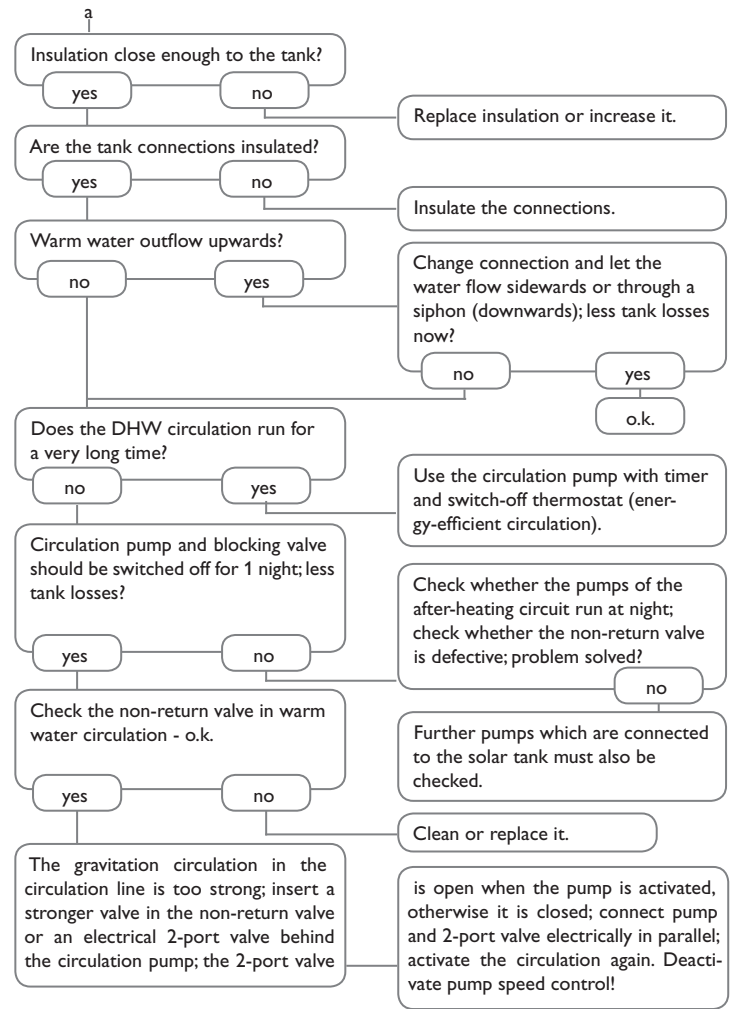 a
Insulation close enough to the tank?
yes
no
Replace insulation or increase it.
Are the tank connections insulated?
yes
no
Insulate the connections.
Warm water outflow upwards?
no
yes
Change connection and let the
water flow sidewards or through a
siphon (downwards); less tank losses
now?
no
yes
o.k.
Does the DHW circulation run for
a very long time?
no
yes
Use the circulation pump with timer
and switch-off thermostat (ener-
gy-efficient circulation).
Circulation pump and blocking valve
should be switched off for 1 night; less
tank losses?
yes
no
Check whether the pumps of the
after-heating circuit run at night;
check whether the non-return valve
is defective; problem solved?
no
Further pumps which are connected
to the solar tank must also be
checked.
Check the non-return valve in warm
water circulation - o.k.
yes
no
Clean or replace it.
The gravitation circulation in the
circulation line is too strong; insert a
stronger valve in the non-return valve
or an electrical 2-port valve behind
the circulation pump; the 2-port valve
is open when the pump is activated,
otherwise it is closed; connect pump
and 2-port valve electrically in parallel;
activate the circulation again. Deacti-
vate pump speed control!